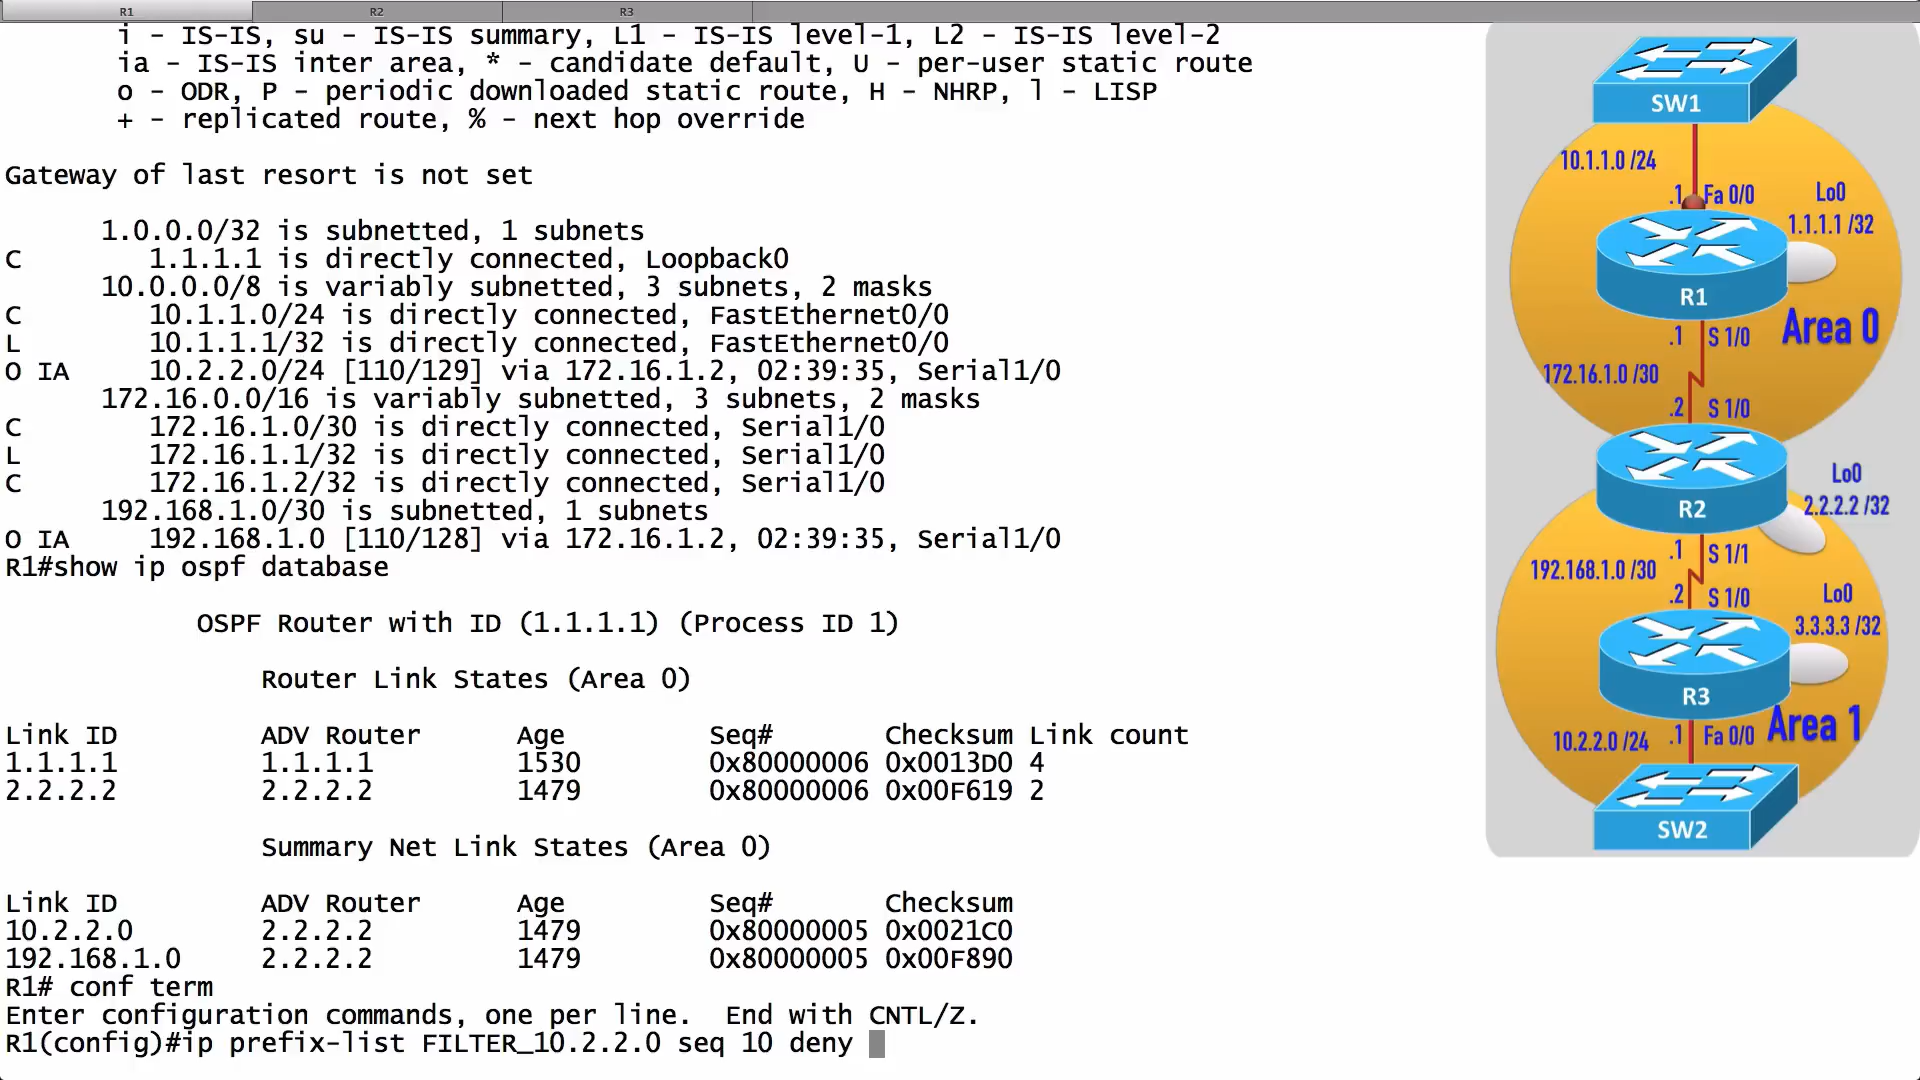 R1
R2
R3
i - IS-IS, su - IS-IS summary, L1 - IS-IS level-1, L2 - IS-IS level-2
ia - IS-IS inter area, * - candidate default, U - per-user static route
o - ODR, P - periodic downloaded static route, H - NHRP, l - LISP
+ - replicated route, % - next hop override
Gateway of last resort is not set
1.0.0.0/32 is subnetted, 1 subnets
C 1.1.1.1 is directly connected, Loopback0
10.0.0.0/8 is variably subnetted, 3 subnets, 2 masks
C 10.1.1.0/24 is directly connected, FastEthernet0/0
L 10.1.1.1/32 is directly connected, FastEthernet0/0
O IA 10.2.2.0/24 [110/129] via 172.16.1.2, 02:39:35, Serial1/0
172.16.0.0/16 is variably subnetted, 3 subnets, 2 masks
C 172.16.1.0/30 is directly connected, Serial1/0
L 172.16.1.1/32 is directly connected, Serial1/0
C 172.16.1.2/32 is directly connected, Serial1/0
192.168.1.0/30 is subnetted, 1 subnets
O IA 192.168.1.0 [110/128] via 172.16.1.2, 02:39:35, Serial1/0
R1#show ip ospf database
OSPF Router with ID (1.1.1.1) (Process ID 1)
Router Link States (Area 0)
Link ID ADV Router Age Seq# Checksum Link count
1.1.1.1 1.1.1.1 1530 0x80000006 0x0013D0 4
2.2.2.2 2.2.2.2 1479 0x80000006 0x00F619 2
Summary Net Link States (Area 0)
Link ID ADV Router Age Seq# Checksum
10.2.2.0 2.2.2.2 1479 0x80000005 0x0021C0
192.168.1.0 2.2.2.2 1479 0x80000005 0x00F890
R1# conf term
Enter configuration commands, one per line. End with CNTL/Z.
R1(config)#ip prefix-list FILTER_10.2.2.0 seq 10 deny
SW1
10.1.1.0 /24
.1 Fa 0/0
Lo0
1.1.1.1 /32
R1
Area 0
.1 S 1/0
172.16.1.0 /30
.2 S 1/0
Lo0
2.2.2.2 /32
R2
.1 S 1/1
192.168.1.0 /30
.2 S 1/0
Lo0
3.3.3.3 /32
R3
Area 1
10.2.2.0 /24
.1 Fa 0/0
SW2